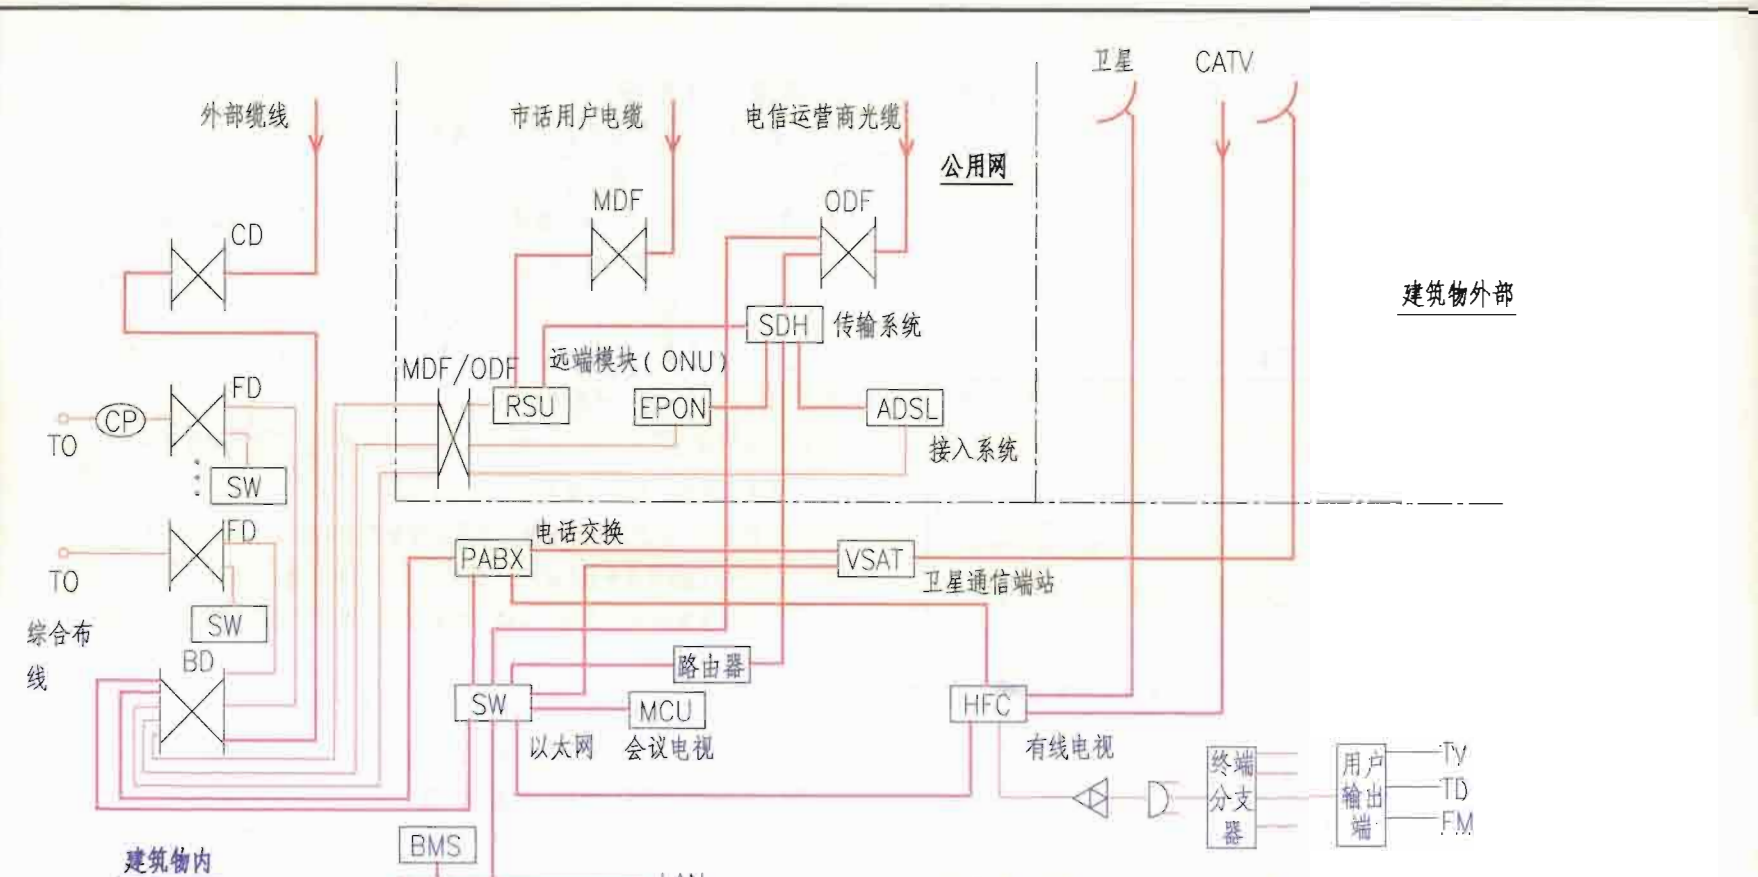 卫星
CATV
外部缆线
市话用户电缆
电信运营商光缆
公用网
MDF
ODF
CD
建筑物外部
SDH
传输系统
MDF/ODF
远端模块(ONU)
FD
RSU
EPON
ADSL
CP
TO
接入系统
SW
FD
电话交换
PABX
VSAT
TO
卫星通信端站
SW
综合布
线
BD
路由器
SW
MCU
HFC
以太网
会议电视
有线电视
终端
分支
器
用户
输出
端
TV
TD
FM
BMS
建筑物内